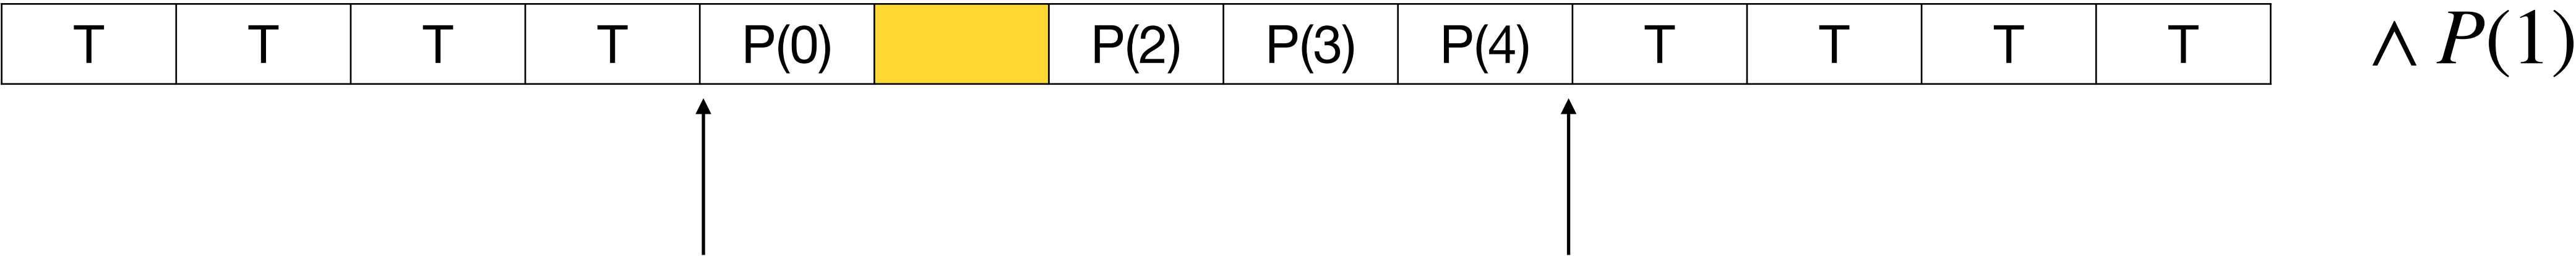 T T T T P(0) P(2) P(3) P(4) T T T T ∧ P(1)